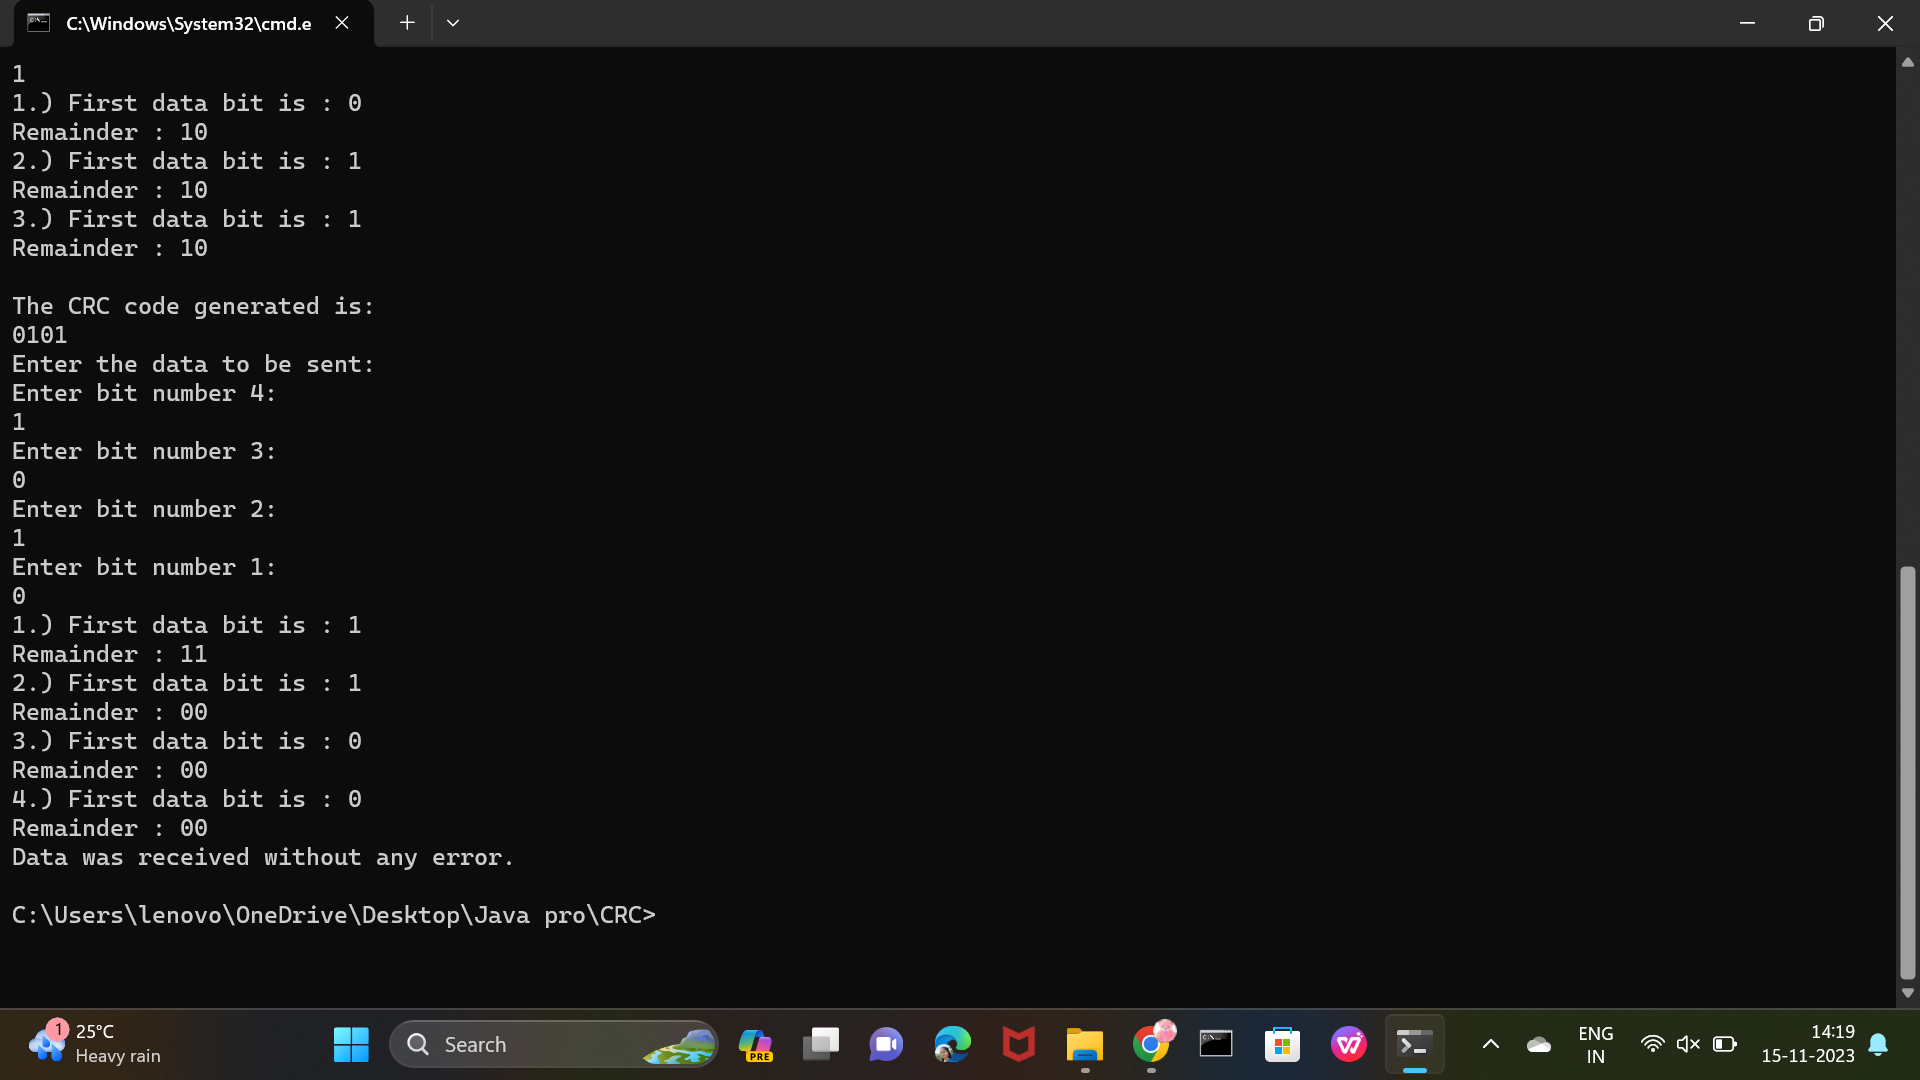 C:\Windows\System32\cmd.e
1
1.) First data bit is : 0
Remainder : 10
2.) First data bit is : 1
Remainder : 10
3.) First data bit is : 1
Remainder : 10
The CRC code generated is:
0101
Enter the data to be sent:
Enter bit number 4:
1
Enter bit number 3:
0
Enter bit number 2:
1
Enter bit number 1:
0
1.) First data bit is : 1
Remainder : 11
2.) First data bit is : 1
Remainder : 00
3.) First data bit is : 0
Remainder : 00
4.) First data bit is : 0
Remainder : 00
Data was received without any error.
C:\Users\lenovo\OneDrive\Desktop\Java pro\CRC>
1
25°C
Heavy rain
Search
PRE
ENG
IN
14:19
15-11-2023